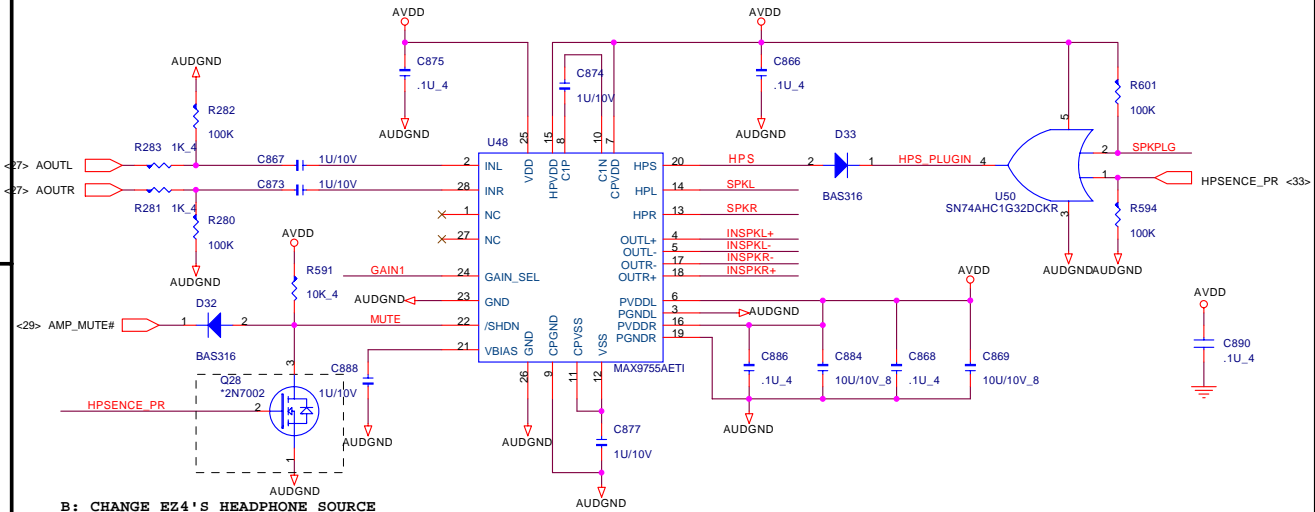 AVDD
AVDD
AUDGND
C875
.1U_4
C874
1U/10V
C866
.1U_4
R601
100K
R282
100K
AUDGND
AUDGND
D33
5
R283 1K_4
C867
1U/10V
U48
25
15
8
10
7
<27> AOUTL
2
INL
VDD
HPVDD
C1P
C1N
CPVDD
HPS
20
HPS
2
1
HPS_PLUGIN
4
2
SPKPLG
<27> AOUTR
C873
1U/10V
28
INR
HPL
14
SPKL
BAS316
1
HPSENCE_PR <33>
R281 1K_4
1
NC
HPR
13
SPKR
U50
SN74AHC1G32DCKR
3
R280
100K
27
NC
OUTL+
4
INSPKL+
OUTL-
5
INSPKL-
R594
100K
AVDD
OUTR-
17
INSPKR-
OUTR+
18
INSPKR+
AUDGND
R591
10K_4
GAIN1
24
GAIN_SEL
AVDD
AUDGND
AUDGND
AUDGND
23
GND
PVDDL
6
PGNDL
3
AUDGND
AVDD
D32
<29> AMP_MUTE#
1
2
MUTE
22
/SHDN
PVDDR
16
PGNDR
19
BAS316
21
VBIAS
GND
CPGND
CPVSS
VSS
C890
.1U_4
3
C888
1U/10V
26
9
11
12
MAX9755AETI
C886
.1U_4
C884
10U/10V_8
C868
.1U_4
C869
10U/10V_8
Q28
*2N7002
HPSENCE_PR
2
1
AUDGND
AUDGND
C877
1U/10V
AUDGND
AUDGND
AUDGND
B: CHANGE EZ4'S HEADPHONE SOURCE